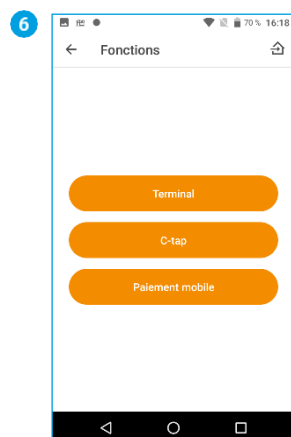 6
70 % 16:18
Fonctions
Terminal
C-tap
Paiement mobile